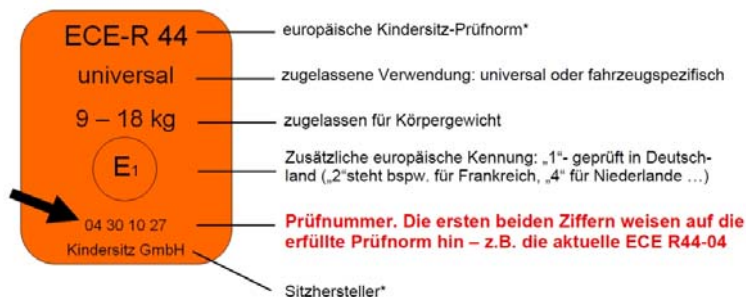 ECE-R 44
europäische Kindersitz-Prüfnorm*
universal
zugelassene Verwendung: universal oder fahrzeugspezifisch
9 – 18 kg
zugelassen für Körpergewicht
E1
Zusätzliche europäische Kennung: „1“- geprüft in Deutsch-
land („2“steht bspw. für Frankreich, „4“ für Niederlande ...)
04 30 10 27
Prüfnummer. Die ersten beiden Ziffern weisen auf die
erfüllte Prüfnorm hin – z.B. die aktuelle ECE R44-04
Kindersitz GmbH
Sitzhersteller*